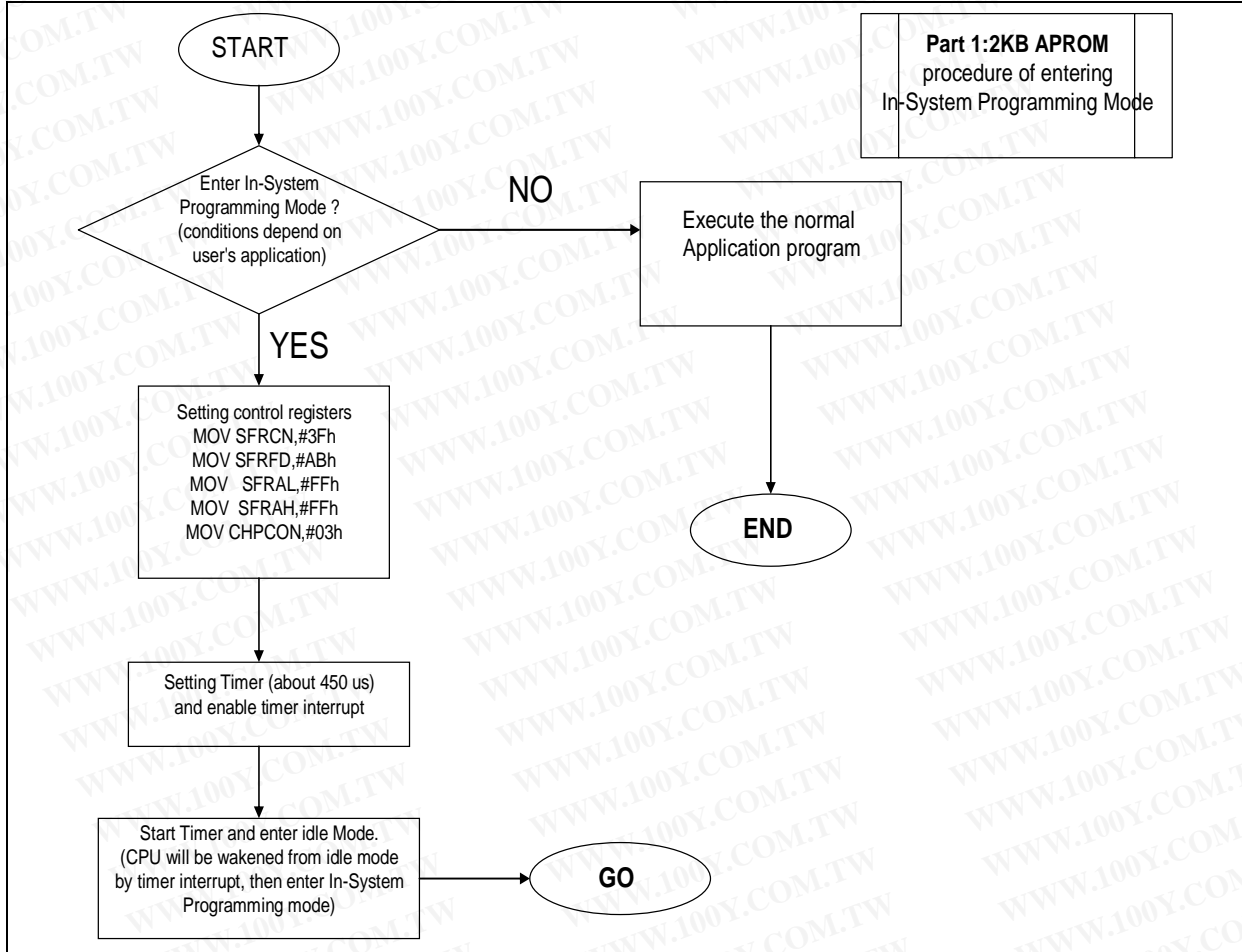 START
Part 1:2KB APROM
procedure of entering
In-System Programming Mode
Enter In-System
Programming Mode ?
(conditions depend on
user's application)
NO
Execute the normal
Application program
YES
Setting control registers
MOV SFRCN,#3Fh
MOV SFRFD,#ABh
MOV SFRAL,#FFh
MOV SFRAH,#FFh
MOV CHPCON,#03h
END
Setting Timer (about 450 us)
and enable timer interrupt
Start Timer and enter idle Mode.
(CPU will be wakened from idle mode
by timer interrupt, then enter In-System
Programming mode)
GO
WWW.100Y.COM.TW